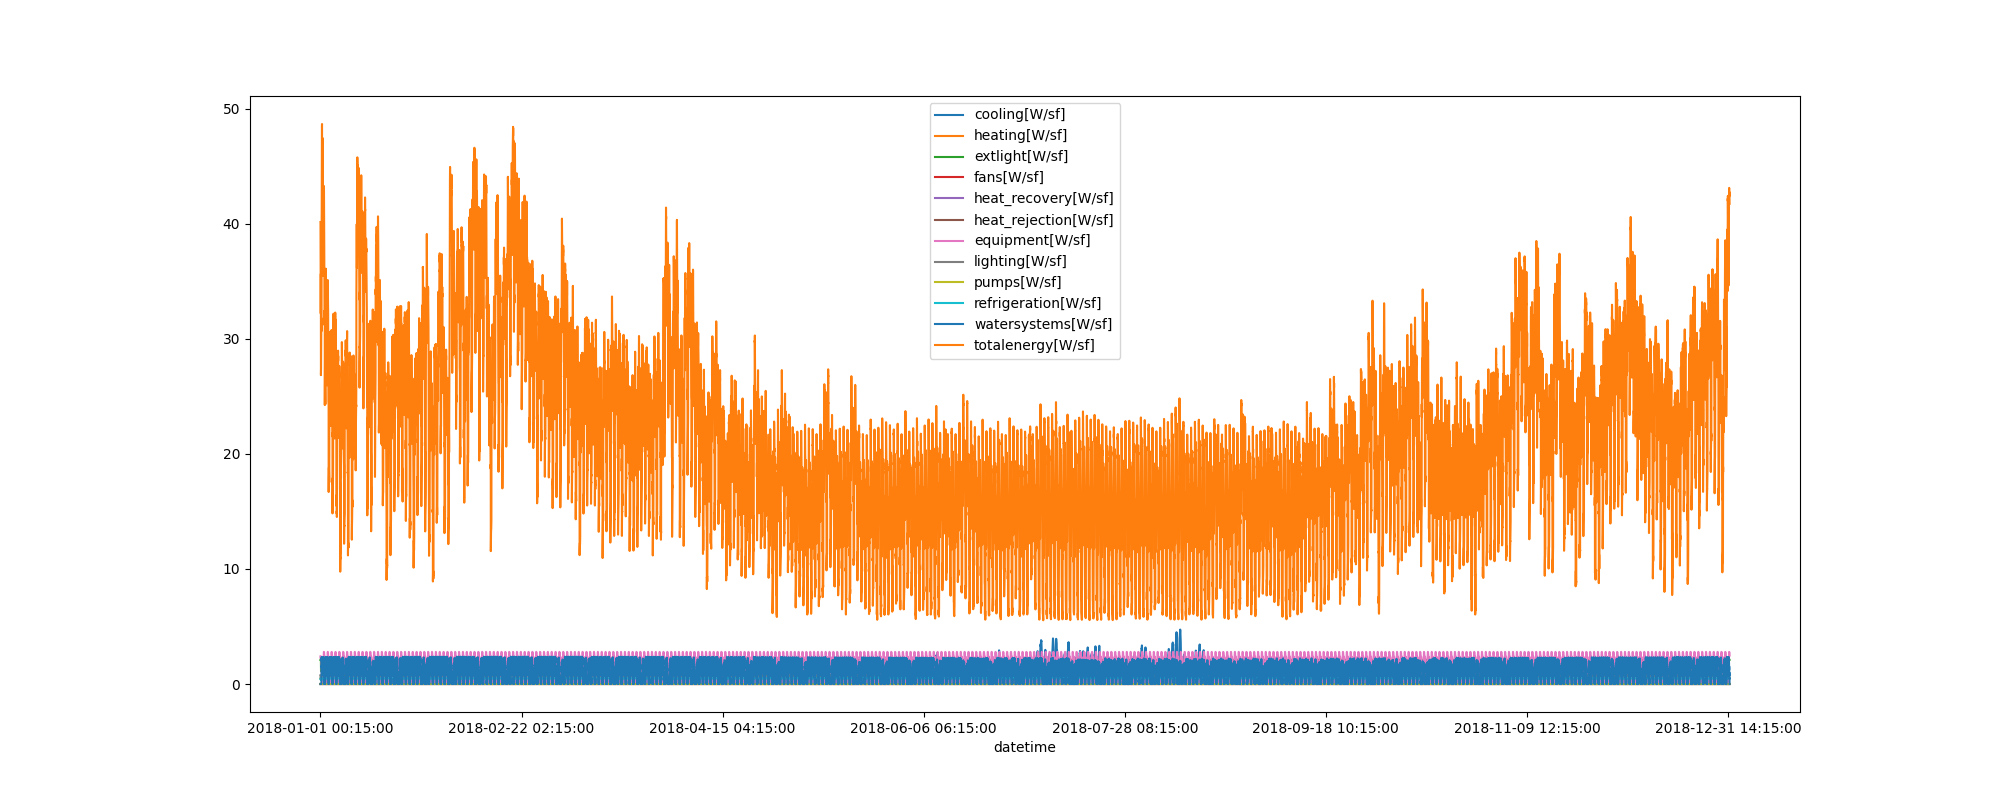 50
40
30
20
10
0
cooling[W/sf]
heating[W/sf]
extlight[W/sf]
fans[W/sf]
heat_recovery[W/sf]
heat_rejection[W/sf]
equipment[W/sf]
lighting[W/sf]
pumps[W/sf]
refrigeration[W/sf]
watersystems[W/sf]
totalenergy[W/sf]
2018-01-01 00:15:00 2018-02-22 02:15:00 2018-04-15 04:15:00 2018-06-06 06:15:00 2018-07-28 08:15:00 2018-09-18 10:15:00 2018-11-09 12:15:00 2018-12-31 14:15:00
datetime